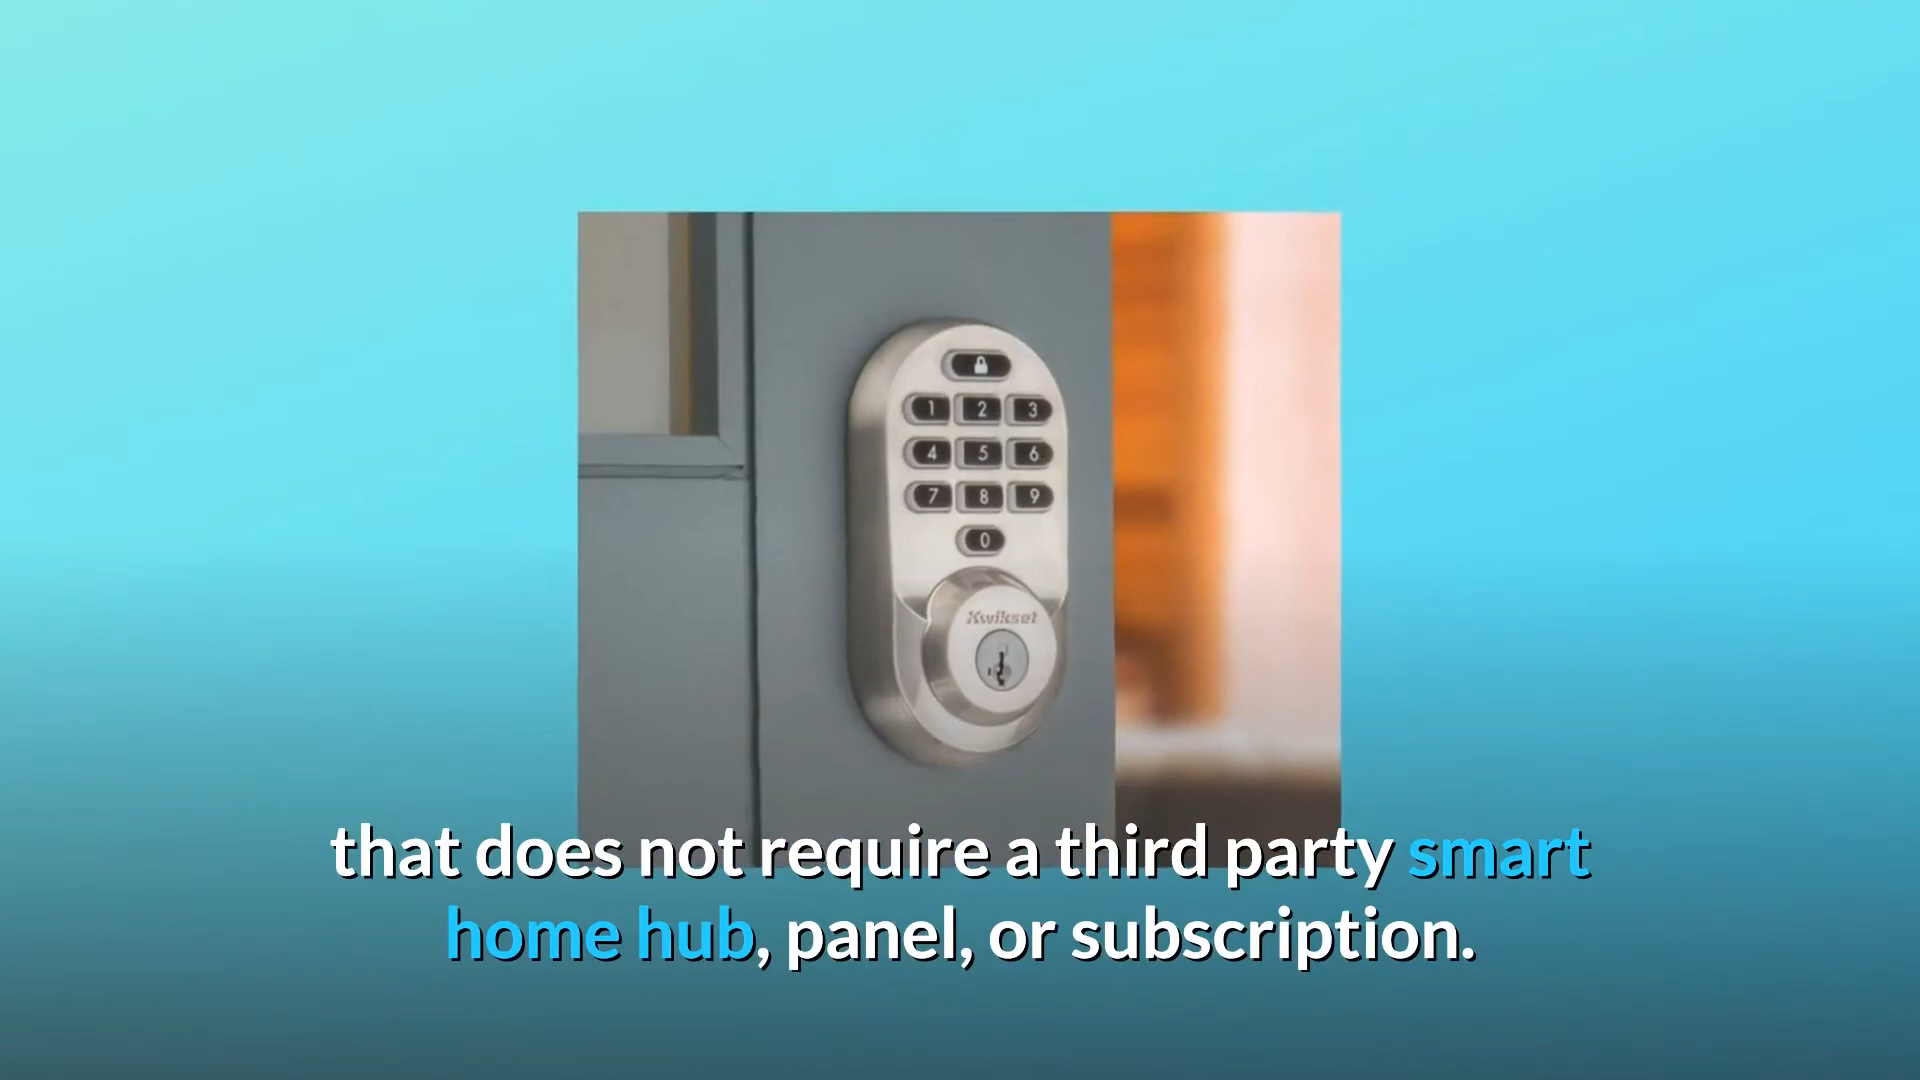 1 2 3
4 5 6
7 8 9
0
Kwikset
that does not require a third party smart
home hub, panel, or subscription.